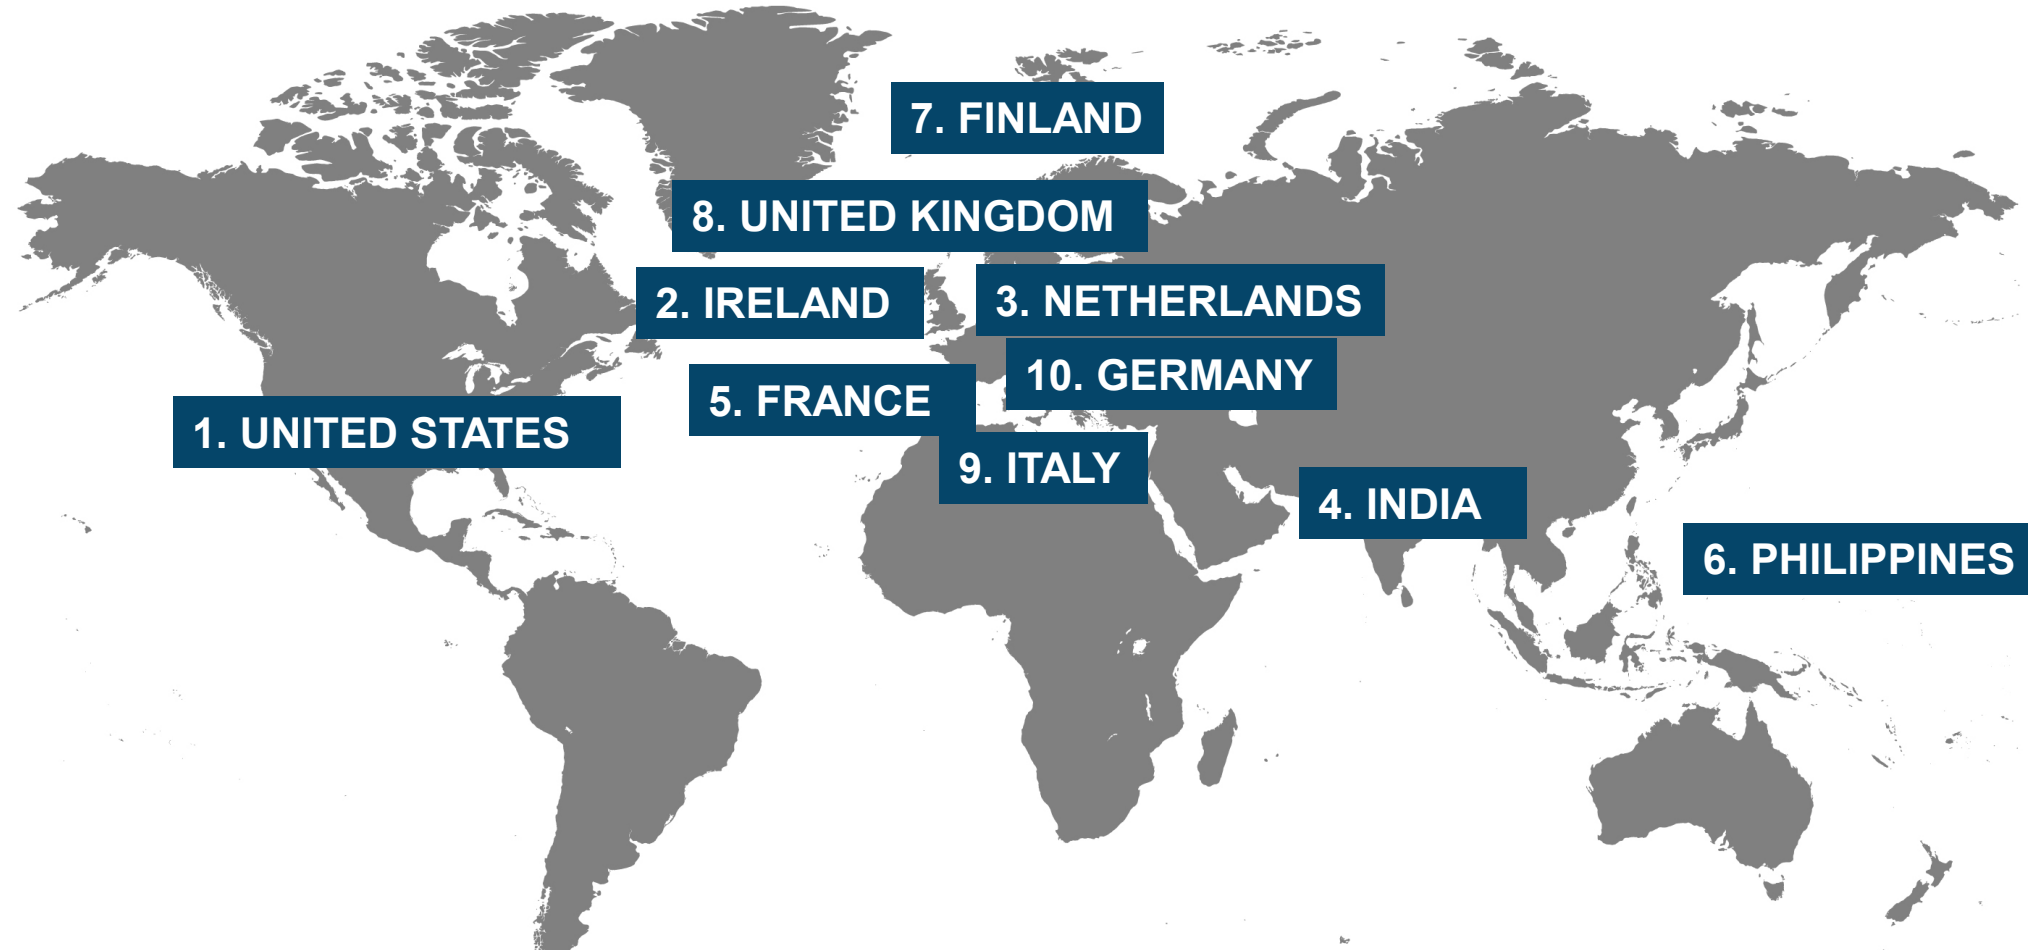 7. FINLAND
8. UNITED KINGDOM
2. IRELAND
3. NETHERLANDS
10. GERMANY
5. FRANCE
1. UNITED STATES
9. ITALY
4. INDIA
6. PHILIPPINES